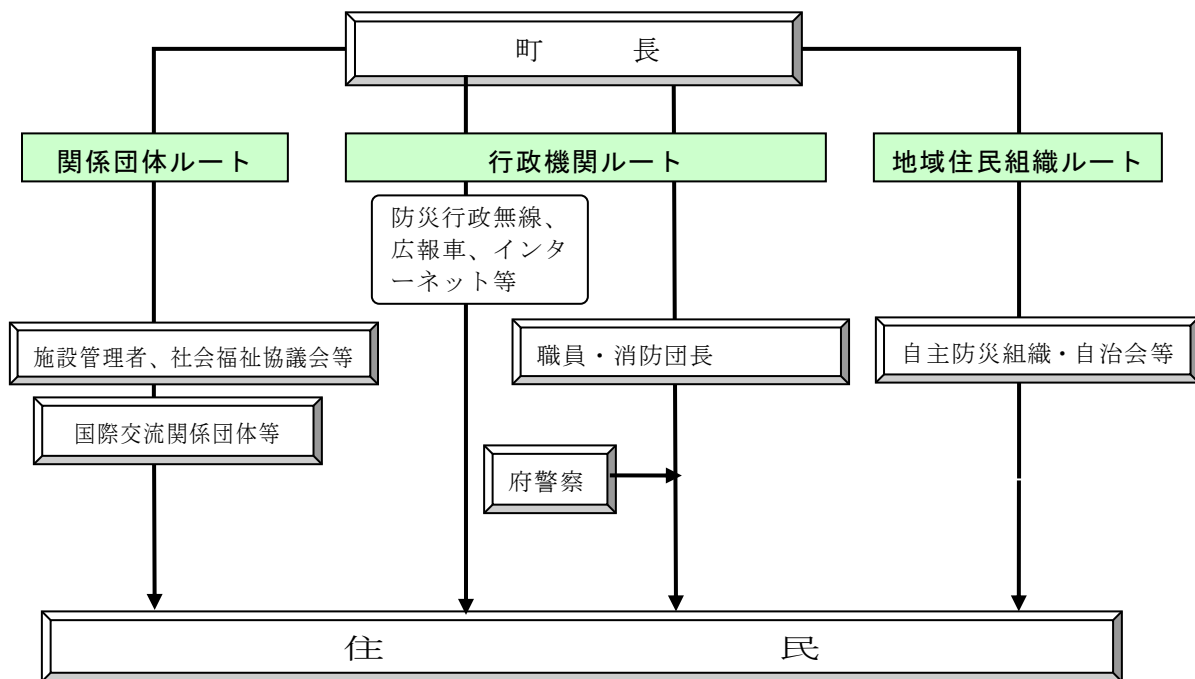 町　　　長
関係団体ルート
行政機関ルート
地域住民組織ルート
防災行政無線、
広報車、インタ
ーネット等
施設管理者、社会福祉協議会等
職員・消防団長
自主防災組織・自治会等
国際交流関係団体等
府警察
住　　　民